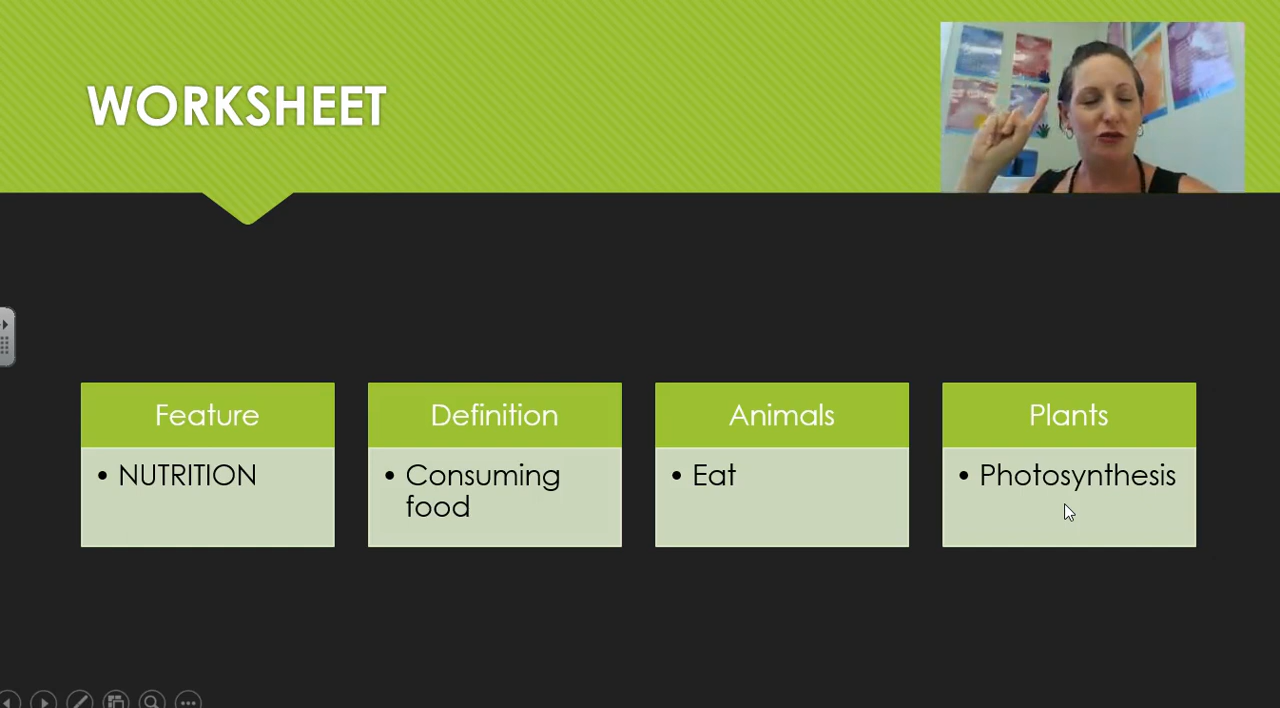 WORKSHEET
Feature
Definition
Animals
Plants
• NUTRITION
• Consuming
food
• Eat
• Photosynthesis